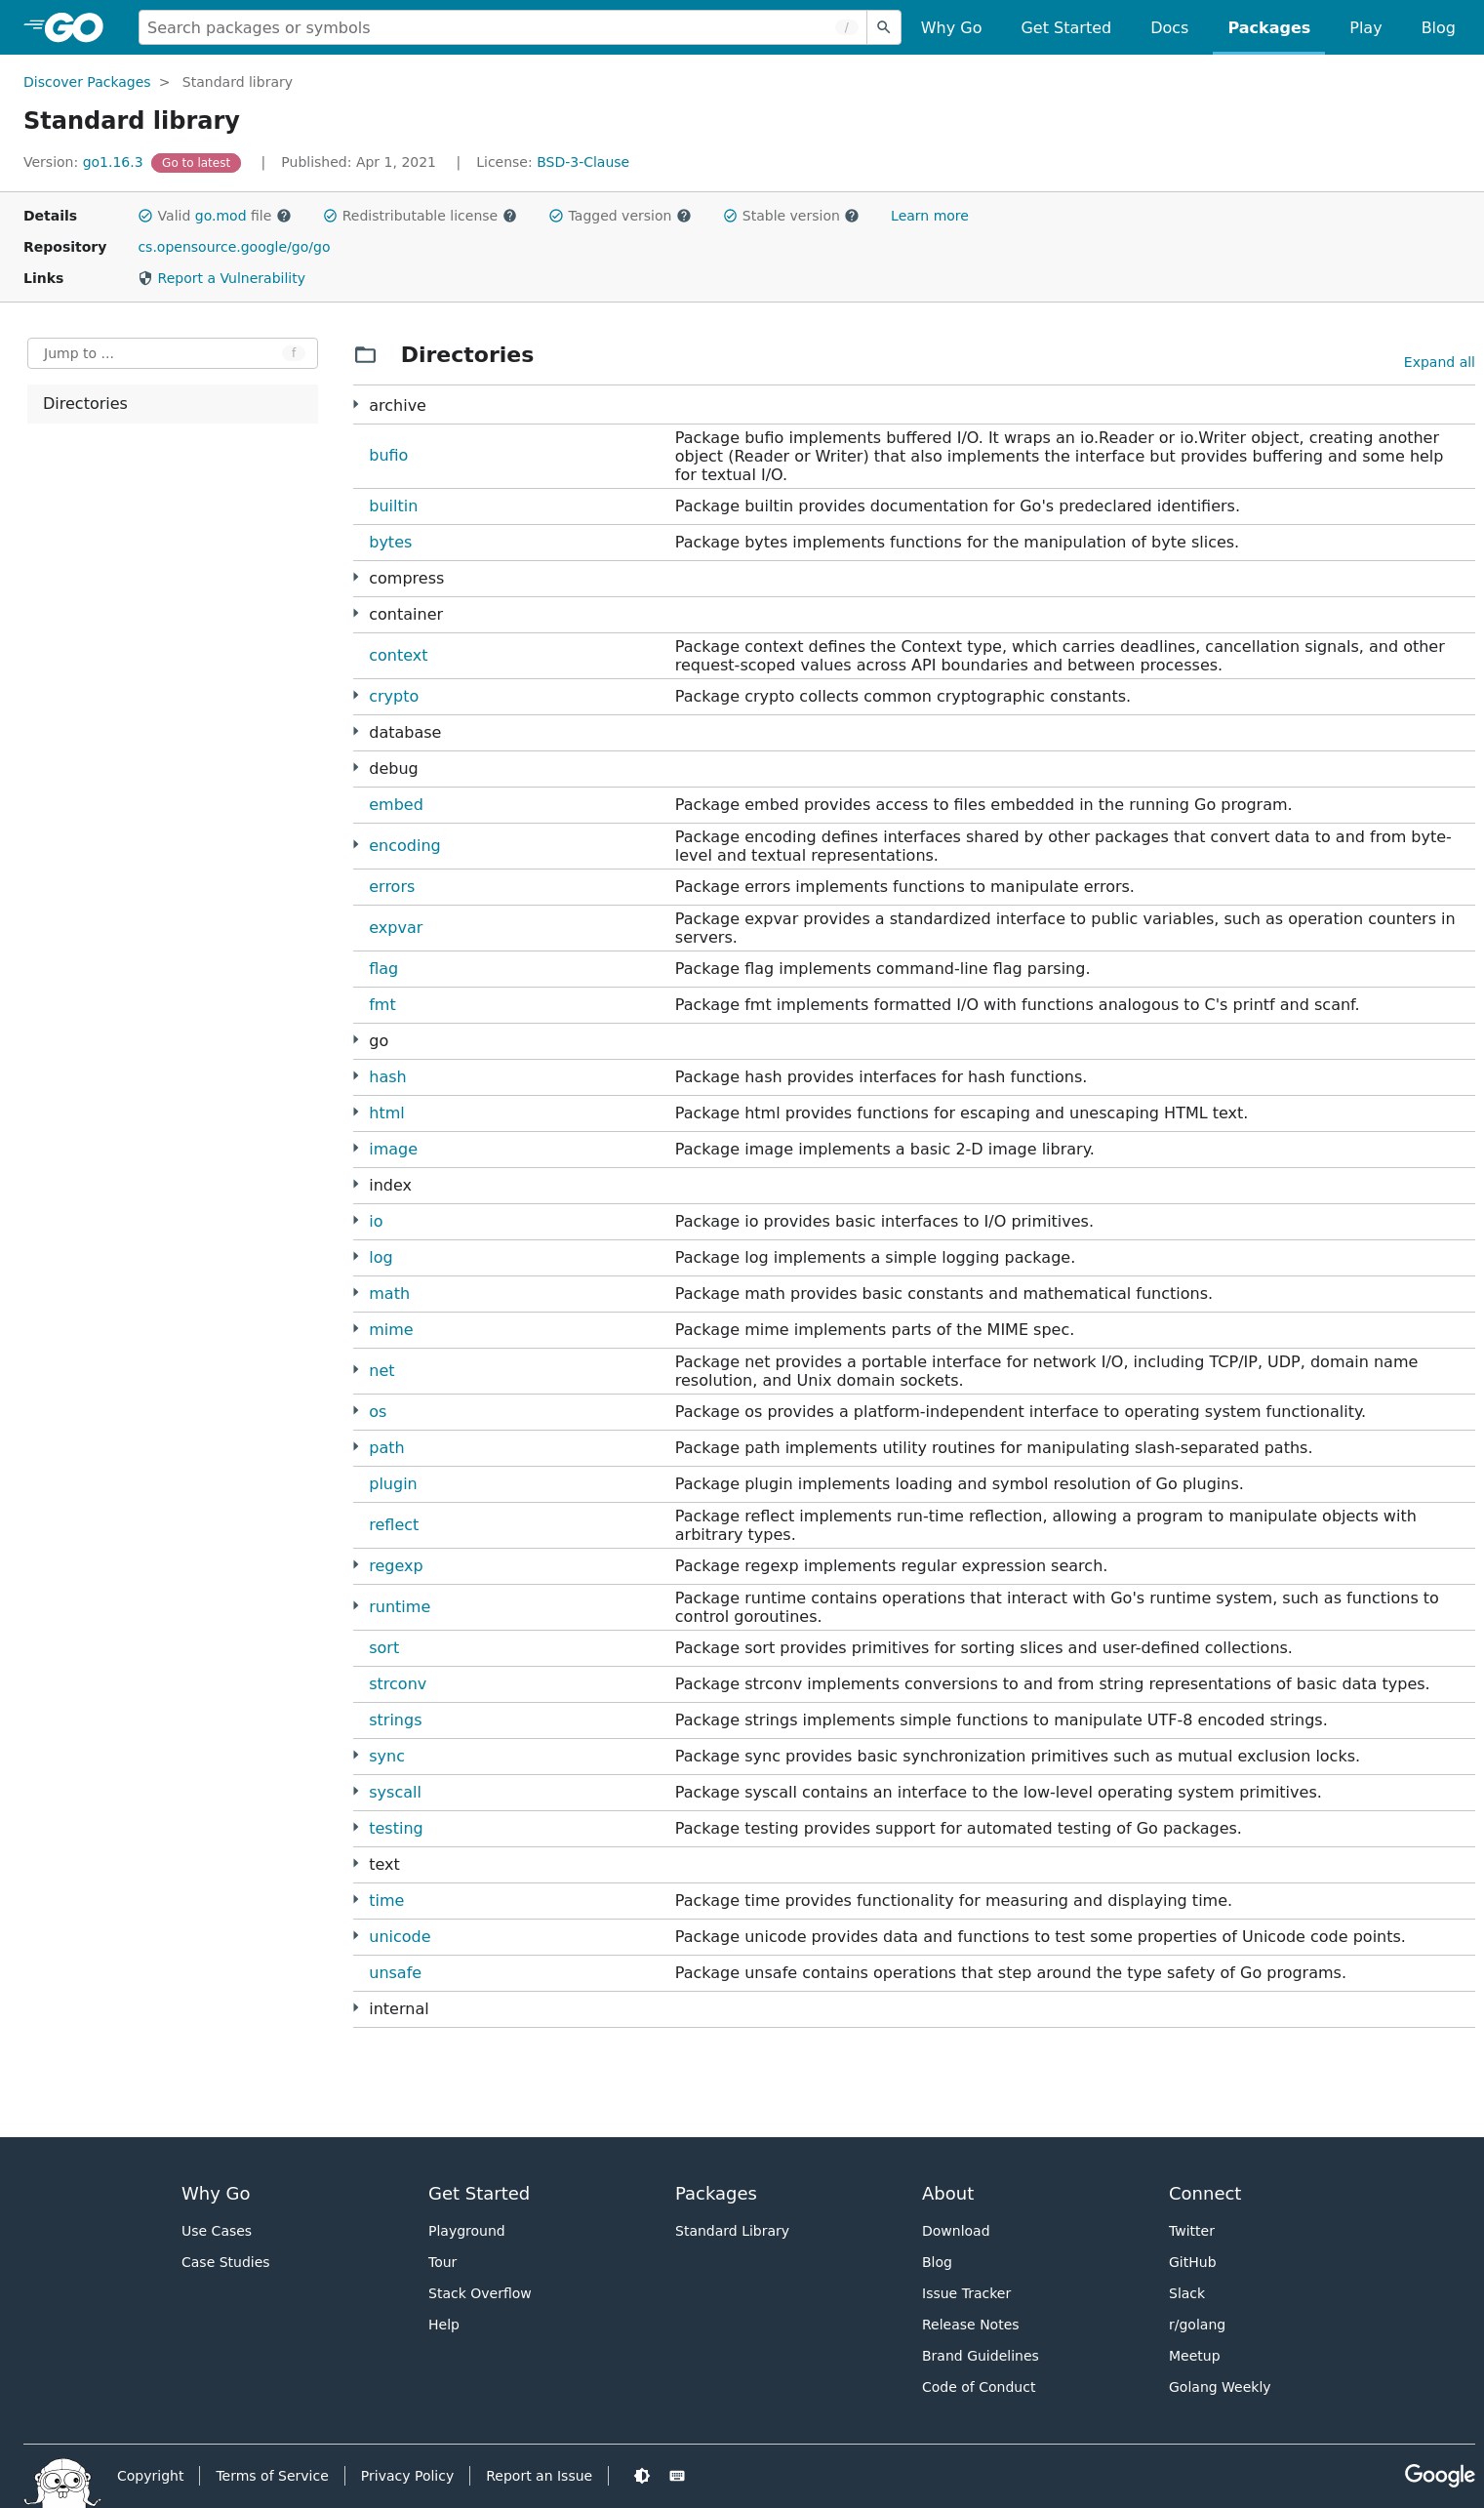 GO
Search packages or symbols /
Why Go Get Started Docs Packages Play Blog
Discover Packages > Standard library
Standard library
Version: go1.16.3 Go to latest | Published: Apr 1, 2021 | License: BSD-3-Clause
Details Valid go.mod file Redistributable license Tagged version Stable version Learn more
Repository cs.opensource.google/go/go
Links Report a Vulnerability
Jump to ... f
Directories
Directories
Expand all
archive
bufio Package bufio implements buffered I/O. It wraps an io.Reader or io.Writer object, creating another
object (Reader or Writer) that also implements the interface but provides buffering and some help
for textual I/O.
builtin Package builtin provides documentation for Go's predeclared identifiers.
bytes Package bytes implements functions for the manipulation of byte slices.
compress
container
context Package context defines the Context type, which carries deadlines, cancellation signals, and other
request-scoped values across API boundaries and between processes.
crypto Package crypto collects common cryptographic constants.
database
debug
embed Package embed provides access to files embedded in the running Go program.
encoding Package encoding defines interfaces shared by other packages that convert data to and from byte-
level and textual representations.
errors Package errors implements functions to manipulate errors.
expvar Package expvar provides a standardized interface to public variables, such as operation counters in
servers.
flag Package flag implements command-line flag parsing.
fmt Package fmt implements formatted I/O with functions analogous to C's printf and scanf.
go
hash Package hash provides interfaces for hash functions.
html Package html provides functions for escaping and unescaping HTML text.
image Package image implements a basic 2-D image library.
index
io Package io provides basic interfaces to I/O primitives.
log Package log implements a simple logging package.
math Package math provides basic constants and mathematical functions.
mime Package mime implements parts of the MIME spec.
net Package net provides a portable interface for network I/O, including TCP/IP, UDP, domain name
resolution, and Unix domain sockets.
os Package os provides a platform-independent interface to operating system functionality.
path Package path implements utility routines for manipulating slash-separated paths.
plugin Package plugin implements loading and symbol resolution of Go plugins.
reflect Package reflect implements run-time reflection, allowing a program to manipulate objects with
arbitrary types.
regexp Package regexp implements regular expression search.
runtime Package runtime contains operations that interact with Go's runtime system, such as functions to
control goroutines.
sort Package sort provides primitives for sorting slices and user-defined collections.
strconv Package strconv implements conversions to and from string representations of basic data types.
strings Package strings implements simple functions to manipulate UTF-8 encoded strings.
sync Package sync provides basic synchronization primitives such as mutual exclusion locks.
syscall Package syscall contains an interface to the low-level operating system primitives.
testing Package testing provides support for automated testing of Go packages.
text
time Package time provides functionality for measuring and displaying time.
unicode Package unicode provides data and functions to test some properties of Unicode code points.
unsafe Package unsafe contains operations that step around the type safety of Go programs.
internal
Why Go
Use Cases
Case Studies
Get Started
Playground
Tour
Stack Overflow
Help
Packages
Standard Library
About
Download
Blog
Issue Tracker
Release Notes
Brand Guidelines
Code of Conduct
Connect
Twitter
GitHub
Slack
r/golang
Meetup
Golang Weekly
Copyright Terms of Service Privacy Policy Report an Issue
Google